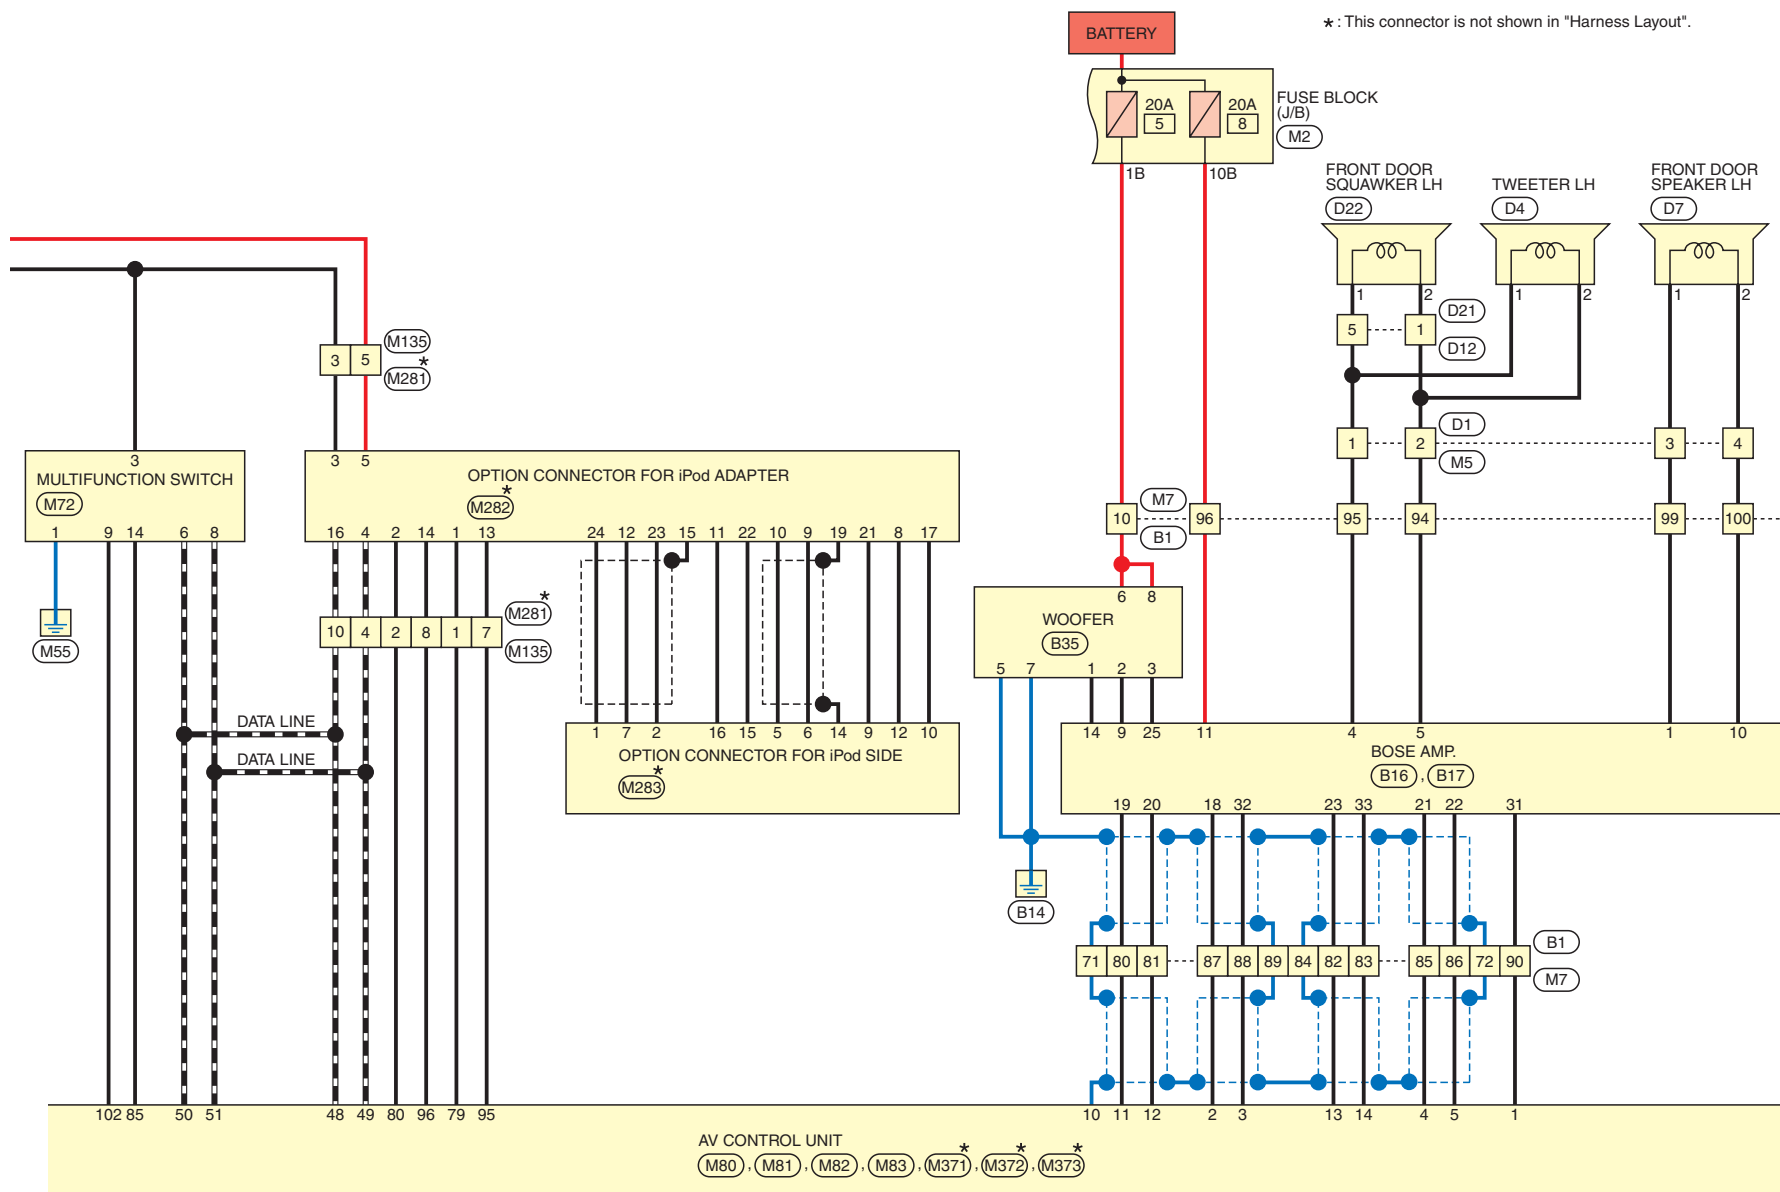 * : This connector is not shown in "Harness Layout".
BATTERY
20A
5
20A
8
FUSE BLOCK
(J/B)
M2
1B
10B
FRONT DOOR
SQUAWKER LH
D22
TWEETER LH
D4
FRONT DOOR
SPEAKER LH
D7
1 2 1 2 1 2
5 1
D21
D12
M135
3 5
*
M281
1 2 3 4
D1
M5
3
MULTIFUNCTION SWITCH
M72
1 9 14 6 8
M55
3 5
OPTION CONNECTOR FOR iPod ADAPTER
*
M282
16 4 2 14 1 13 24 12 23 15 11 22 10 9 19 21 8 17
M7
10 96 95 94 99 100
B1
*
M281
10 4 2 8 1 7
M135
6 8
WOOFER
B35
5 7 1 2 3
DATA LINE
DATA LINE
1 7 2 16 15 5 6 14 9 12 10
OPTION CONNECTOR FOR iPod SIDE
*
M283
14 9 25 11 4 5 1 10
BOSE AMP.
B16 , B17
19 20 18 32 23 33 21 22 31
B14
71 80 81 87 88 89 84 82 83 85 86 72 90
B1
M7
102 85 50 51 48 49 80 96 79 95 10 11 12 2 3 13 14 4 5 1
AV CONTROL UNIT
* * *
M80 , M81 , M82 , M83 , M371 , M372 , M373